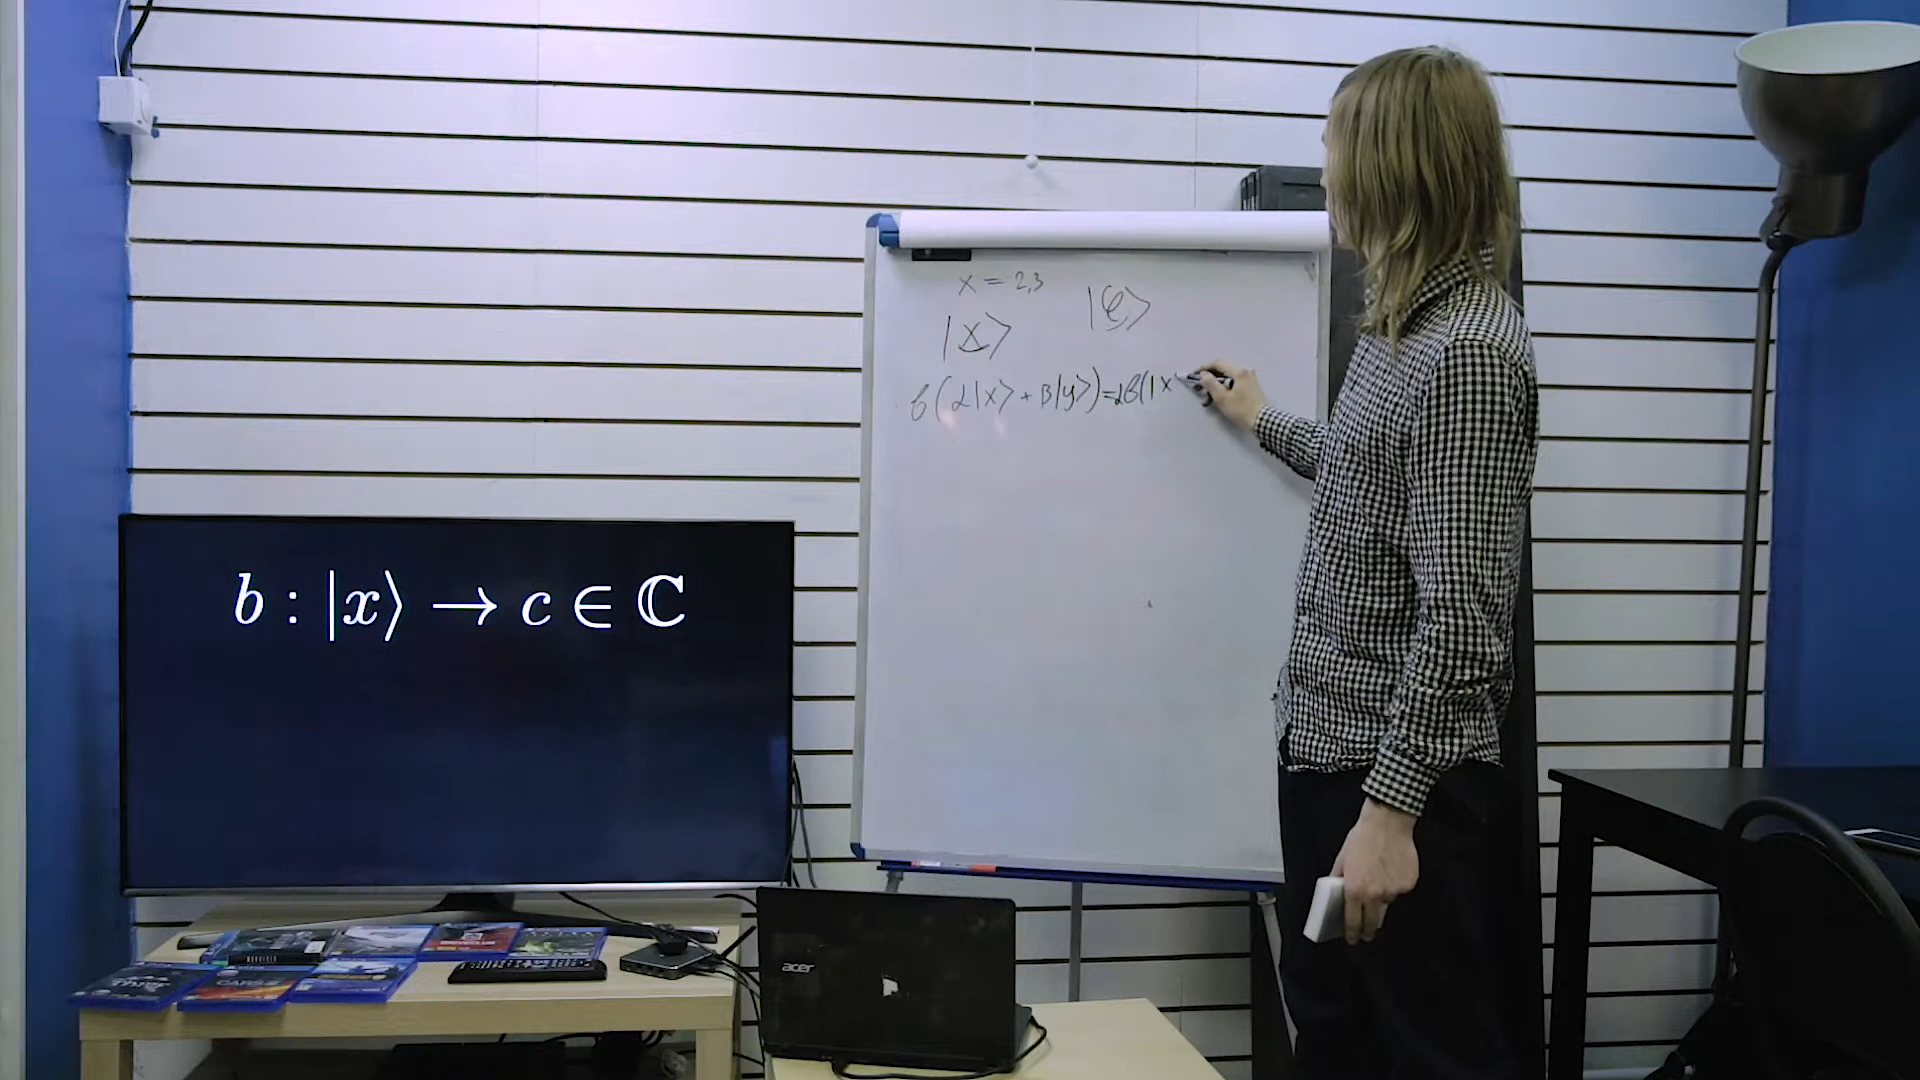 b : |x⟩ → c ∈ ℂ
x = 2,3
|x⟩ |φ⟩
b(α|x⟩ + β|y⟩) = αb(|x
acer